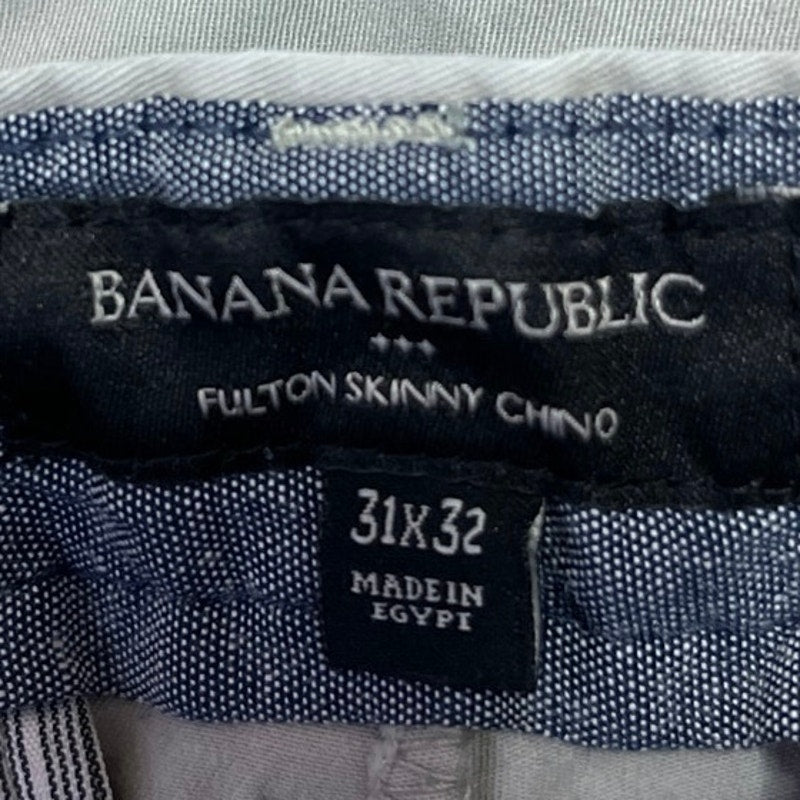 BANANA REPUBLIC
FULTON SKINNY CHINO
31X32
MADE IN
EGYPT